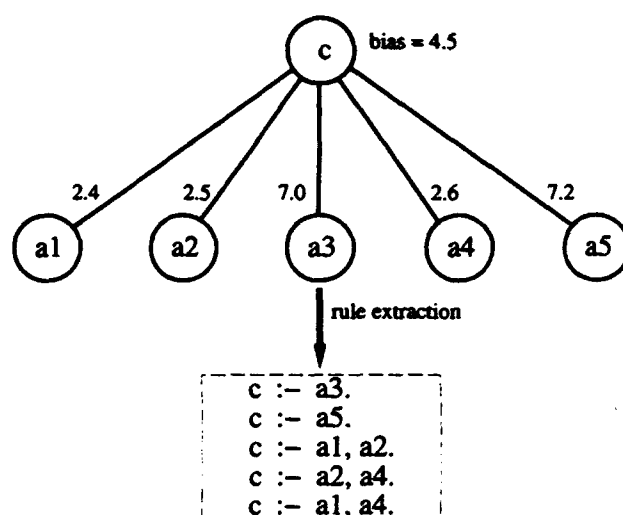 c
bias = 4.5
2.4 2.5 7.0 2.6 7.2
a1 a2 a3 a4 a5
rule extraction
c :– a3.
c :– a5.
c :– a1, a2.
c :– a2, a4.
c :– a1, a4.